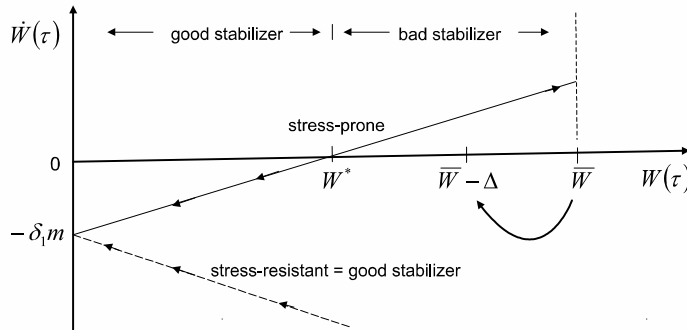 Ẇ(τ)
good stabilizer
bad stabilizer
stress-prone
0
W*
W̅ − Δ
W̅
W(τ)
− δ₁m
stress-resistant = good stabilizer